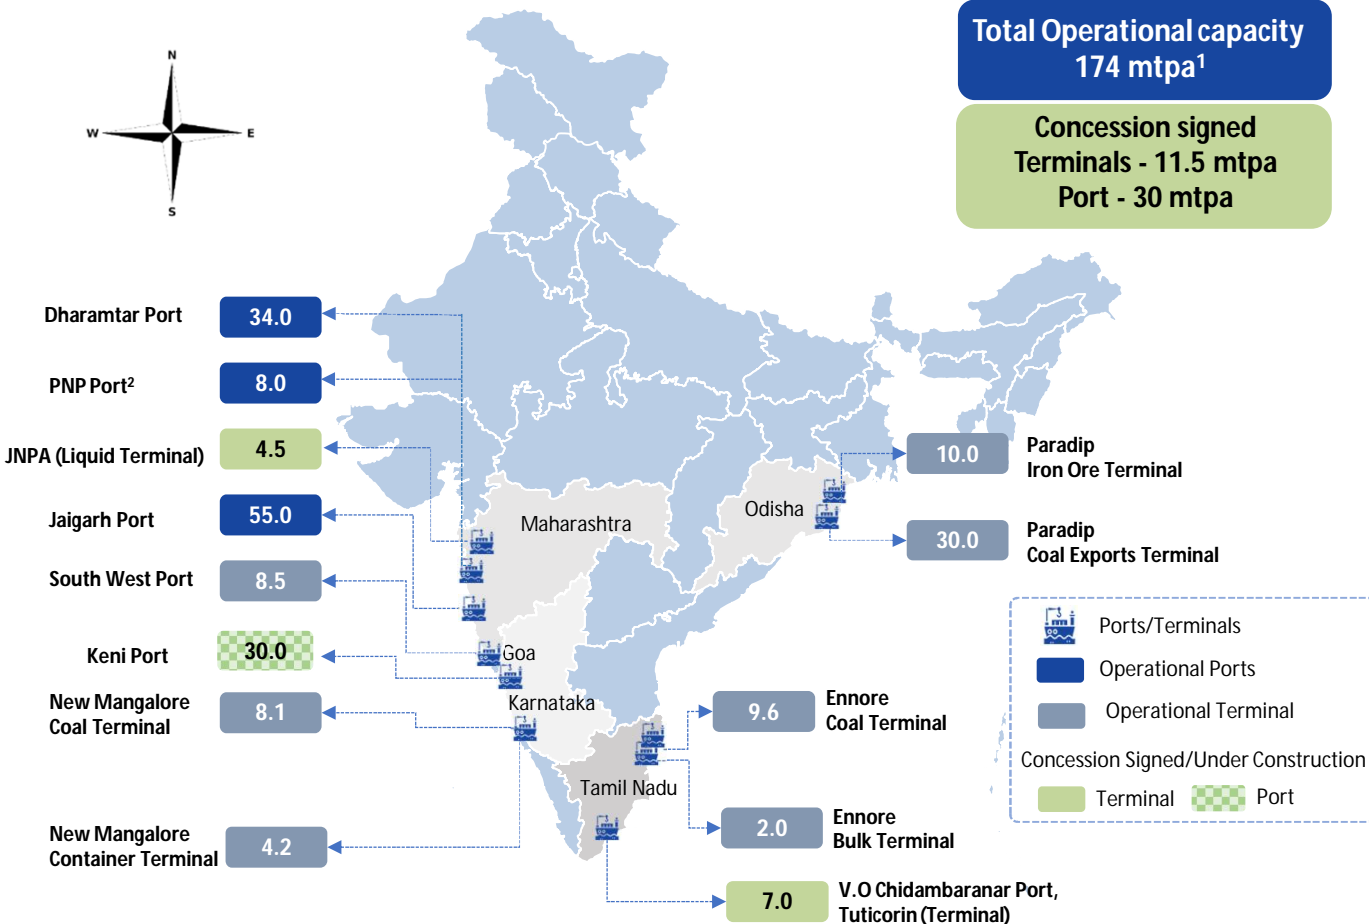 Total Operational capacity
174 mtpa¹
Concession signed
Terminals - 11.5 mtpa
Port - 30 mtpa
N
W
E
S
Dharamtar Port
34.0
PNP Port²
8.0
JNPA (Liquid Terminal)
4.5
Jaigarh Port
55.0
South West Port
8.5
Keni Port
30.0
New Mangalore
Coal Terminal
8.1
New Mangalore
Container Terminal
4.2
Maharashtra
Odisha
Goa
Karnataka
Tamil Nadu
10.0
Paradip
Iron Ore Terminal
30.0
Paradip
Coal Exports Terminal
9.6
Ennore
Coal Terminal
2.0
Ennore
Bulk Terminal
7.0
V.O Chidambaranar Port,
Tuticorin (Terminal)
Ports/Terminals
Operational Ports
Operational Terminal
Concession Signed/Under Construction
Terminal
Port